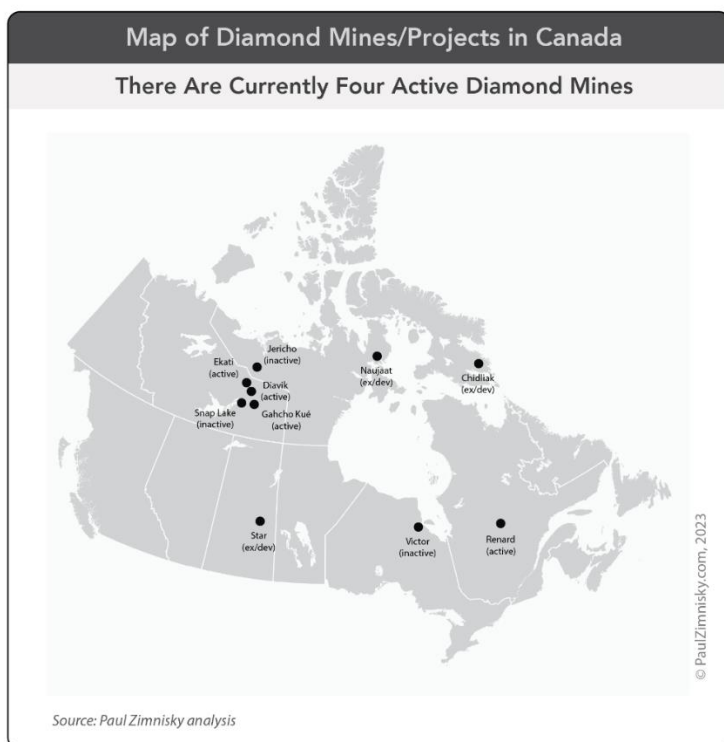 Map of Diamond Mines/Projects in Canada
There Are Currently Four Active Diamond Mines
Jericho
(inactive)
Ekati
(active)
Diavik
(active)
Snap Lake
(inactive)
Gahcho Kué
(active)
Naujaat
(ex/dev)
Chidliak
(ex/dev)
Star
(ex/dev)
Victor
(inactive)
Renard
(active)
© PaulZimnisky.com, 2023
Source: Paul Zimnisky analysis